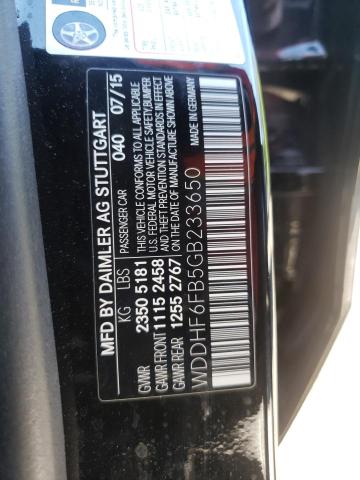 MFD BY DAIMLER AG STUTTGART
KG LBS PASSENGER CAR 040 07/15
GVWR 2350 5181
GAWR FRONT 1115 2458
GAWR REAR 1255 2767
THIS VEHICLE CONFORMS TO ALL APPLICABLE
U.S. FEDERAL MOTOR VEHICLE SAFETY, BUMPER
AND THEFT PREVENTION STANDARDS IN EFFECT
ON THE DATE OF MANUFACTURE SHOWN ABOVE
WDDHF6FB5GB233650
MADE IN GERMANY